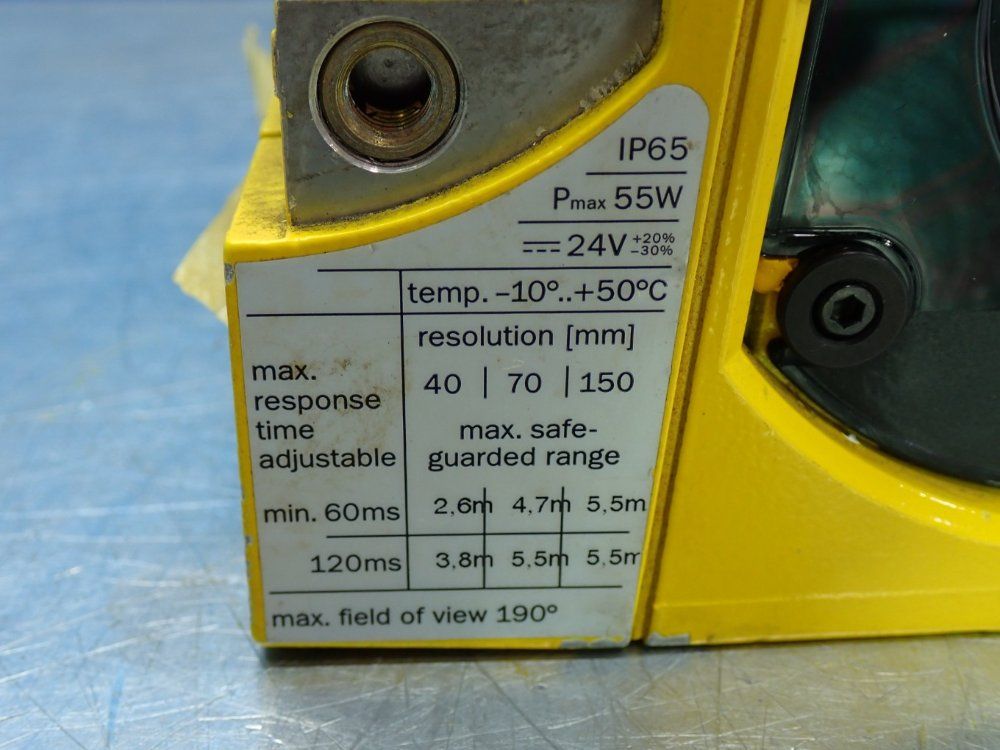 IP65
Pmax 55W
⎓ 24V +20% –30%
temp. –10°..+50°C
resolution [mm]
40 | 70 | 150
max. response time adjustable
max. safe-
guarded range
min. 60ms 2,6m 4,7m 5,5m
120ms 3,8m 5,5m 5,5m
max. field of view 190°